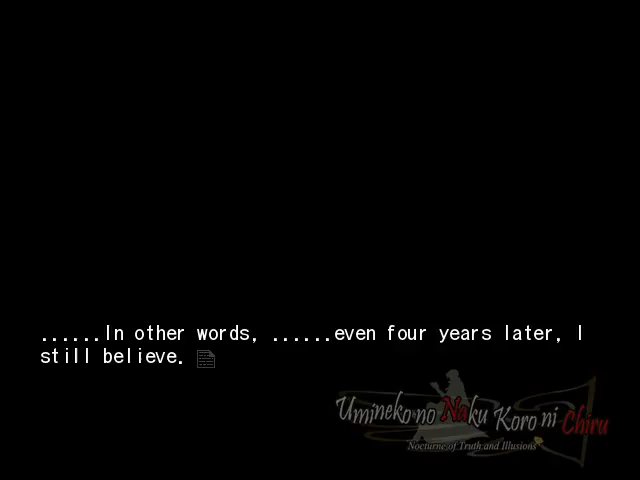 ......In other words, ......even four years later, I
still believe.
Umineko no Naku Koro ni Chiru
Nocturne of Truth and Illusions